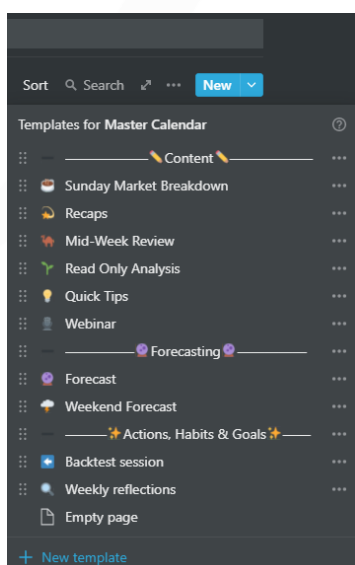 Sort Search New
Templates for Master Calendar
Content
Sunday Market Breakdown
Recaps
Mid-Week Review
Read Only Analysis
Quick Tips
Webinar
Forecasting
Forecast
Weekend Forecast
Actions, Habits & Goals
Backtest session
Weekly reflections
Empty page
+ New template